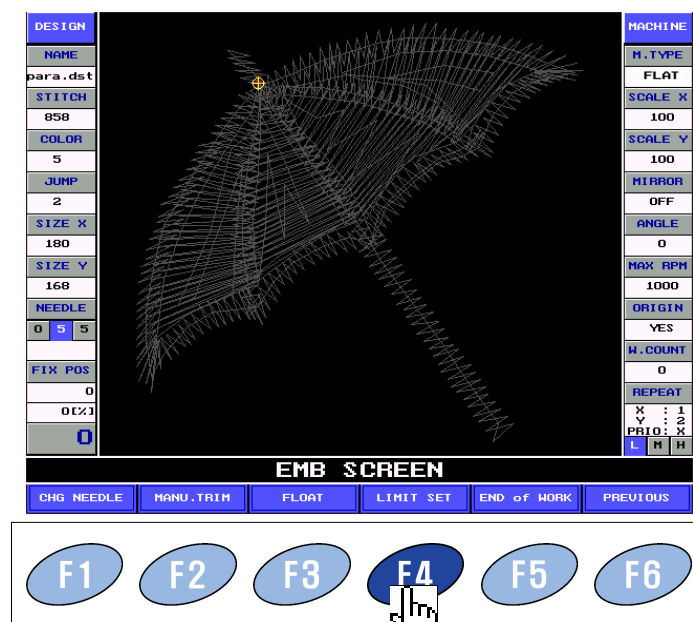 DESIGN
NAME
para.dst
STITCH
858
COLOR
5
JUMP
2
SIZE X
180
SIZE Y
168
NEEDLE
0 5 5
FIX POS
0
0[%]
0
MACHINE
M.TYPE
FLAT
SCALE X
100
SCALE Y
100
MIRROR
OFF
ANGLE
0
MAX RPM
1000
ORIGIN
YES
W.COUNT
0
REPEAT
X : 1
Y : 2
PRIO: X
L M H
EMB SCREEN
CHG NEEDLE MANU.TRIM FLOAT LIMIT SET END of WORK PREVIOUS
F1 F2 F3 F4 F5 F6